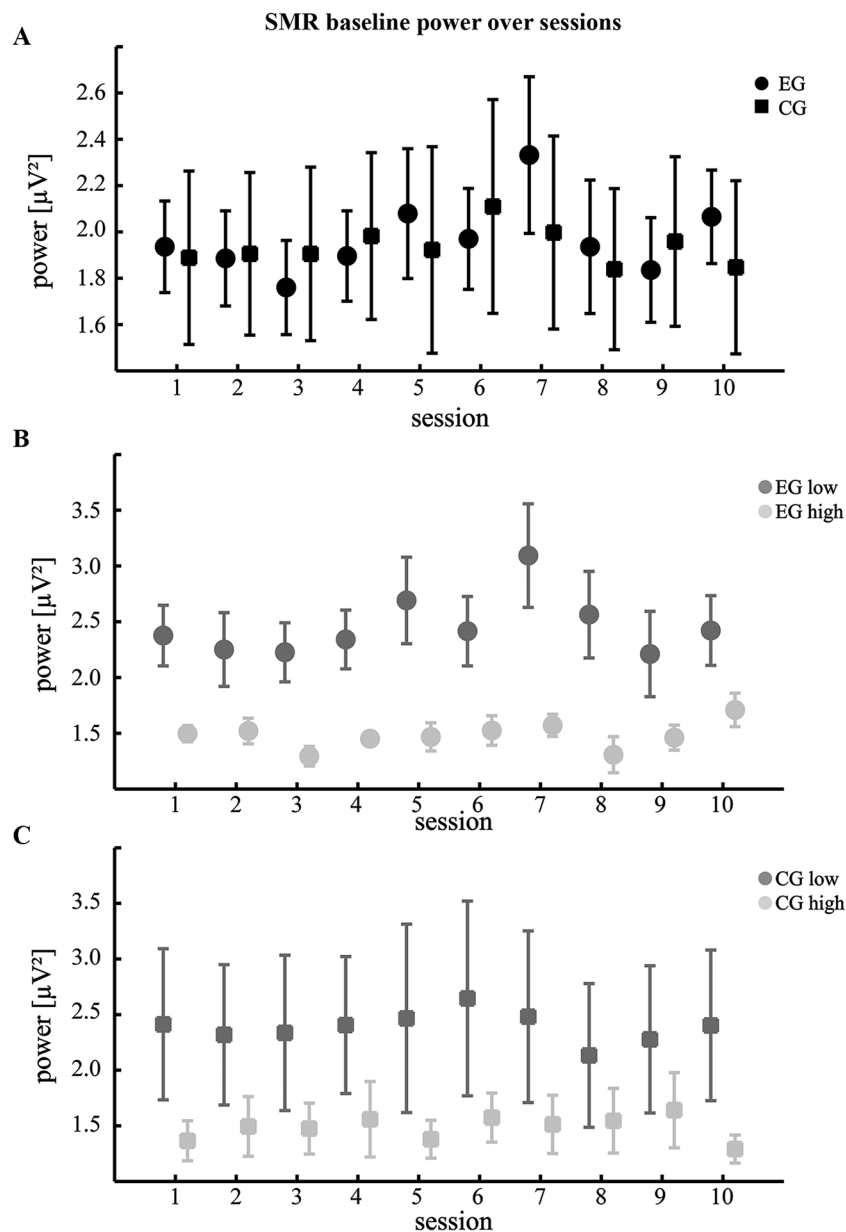 SMR baseline power over sessions
A
EG
CG
power [µV²]
2.6
2.4
2.2
2.0
1.8
1.6
1 2 3 4 5 6 7 8 9 10
session
B
EG low
EG high
power [µV²]
3.5
3.0
2.5
2.0
1.5
1 2 3 4 5 6 7 8 9 10
session
C
CG low
CG high
power [µV²]
3.5
3.0
2.5
2.0
1.5
1 2 3 4 5 6 7 8 9 10
session